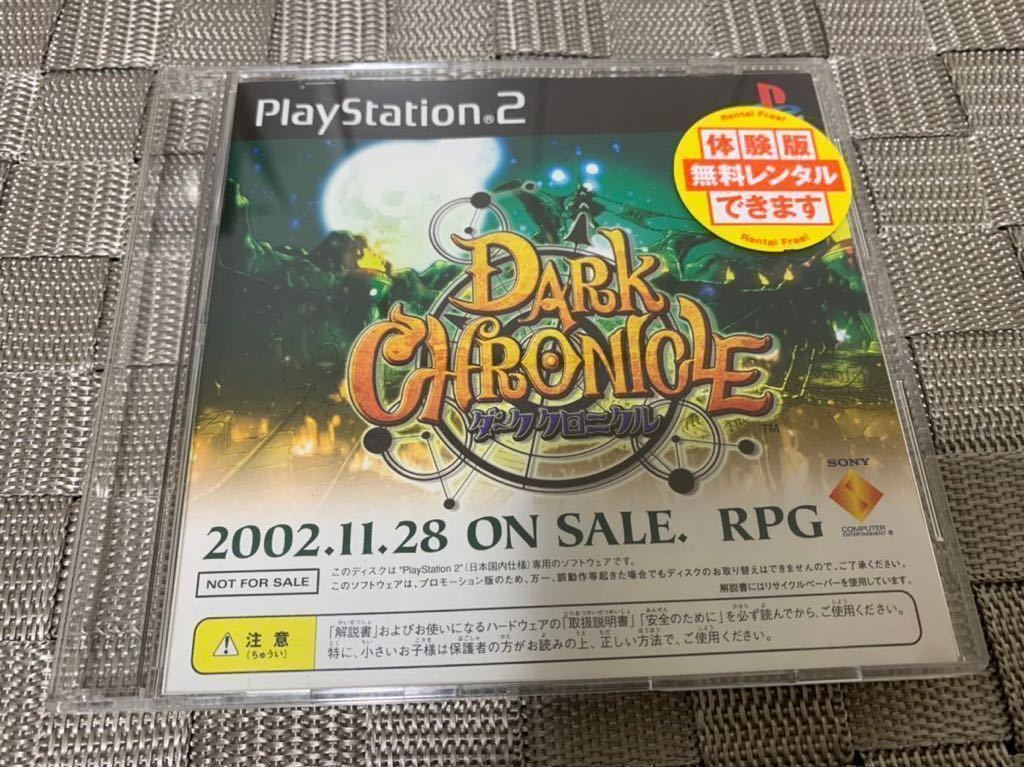 PlayStation®2
Rental Free!
体験版
無料レンタル
できます
Rental Free!
DARK
CHRONICLE
ダーククロニクル
TM
SONY
COMPUTER
ENTERTAINMENT ®
2002.11.28 ON SALE. RPG
NOT FOR SALE
このディスクは "PlayStation 2" (日本国内仕様) 専用のソフトウェアです。
このソフトウェアは、プロモーション版のため、万一、誤動作等起きた場合でもディスクのお取り替えはできませんので、ご了承ください。
解説書にはリサイクルペーパーを使用しています。
注意
(ちゅうい)
「解説書」およびお使いになるハードウェアの「取扱説明書」「安全のために」を必ず読んでから、ご使用ください。
特に、小さいお子様は保護者の方がお読みの上、正しい方法で、ご使用ください。